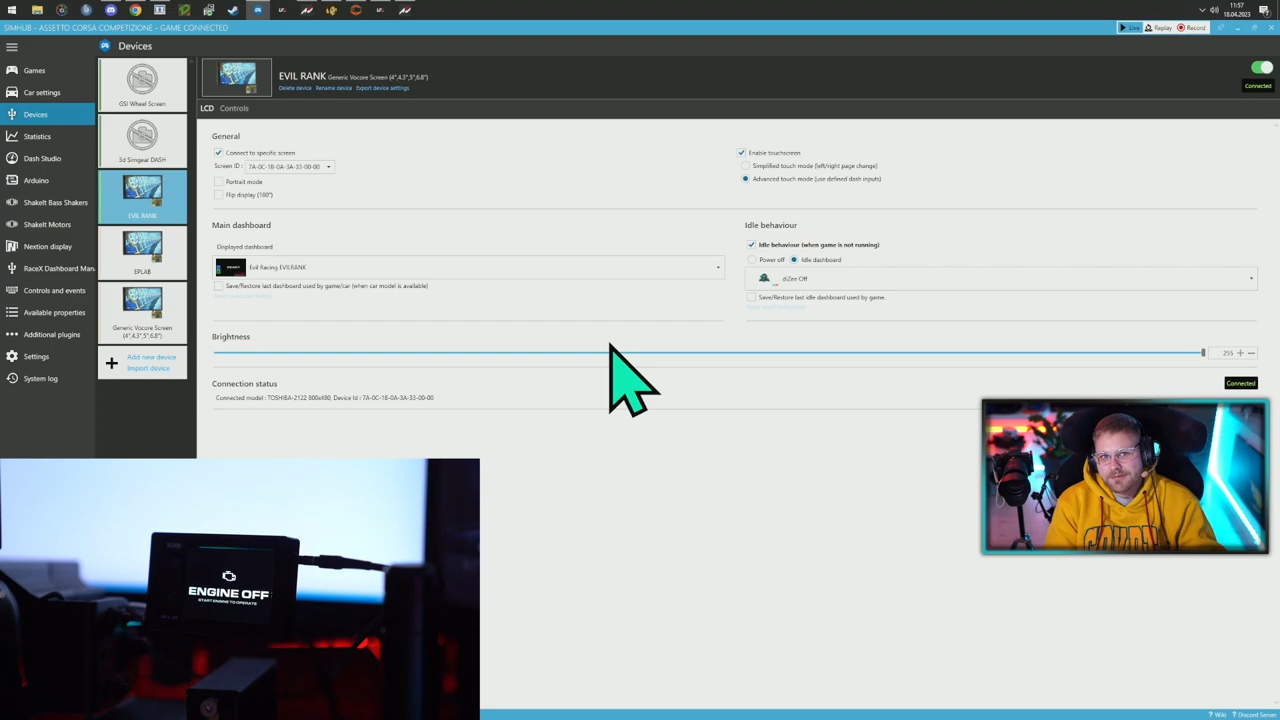 11:57
18.04.2023
SIMHUB - ASSETTO CORSA COMPETIZIONE - GAME CONNECTED
Live
Replay
Record
Devices
Games
Car settings
Devices
Statistics
Dash Studio
Arduino
ShakeIt Bass Shakers
ShakeIt Motors
Nextion display
RaceX Dashboard Man
Controls and events
Available properties
Additional plugins
Settings
System log
GSI Wheel Screen
3d Simgear DASH
EVIL RANK
EPLAB
Generic Vocore Screen
(4",4.3",5",6.8")
Add new device
Import device
EVIL RANK Generic Vocore Screen (4",4.3",5",6.8")
Delete device Rename device Export device settings
Connected
LCD Controls
General
Connect to specific screen
Screen ID : 7A-0C-1B-0A-3A-33-00-00
Portrait mode
Flip display (180°)
Enable touchscreen
Simplified touch mode (left/right page change)
Advanced touch mode (use defined dash inputs)
Main dashboard
Displayed dashboard
Evil Racing EVILRANK
Save/Restore last dashboard used by game/car (when car model is available)
Idle behaviour
Idle behaviour (when game is not running)
Power off Idle dashboard
diZee Off
Save/Restore last idle dashboard used by game.
Brightness
255
Connection status
Connected
Connected model : TOSHIBA-2122 800x480, Device Id : 7A-0C-1B-0A-3A-33-00-00
ENGINE OFF
START ENGINE TO OPERATE
? Wiki ? Discord Server